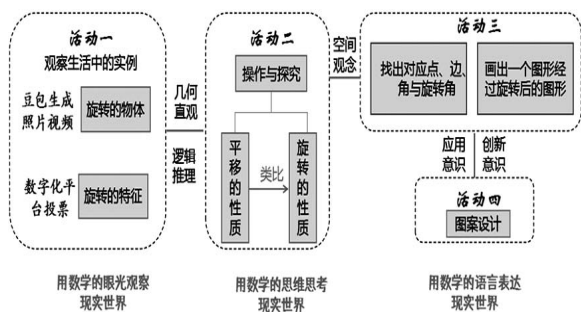 活动一
观察生活中的实例
豆包生成
照片视频
旋转的物体
数字化平
台投票
旋转的特征
几何
直观
逻辑
推理
活动二
操作与探究
平移的性质
类比
旋转的性质
空间
观念
活动三
找出对应点、边、
角与旋转角
画出一个图形经
过旋转后的图形
应用
意识
创新
意识
活动四
图案设计
用数学的眼光观察
现实世界
用数学的思维思考
现实世界
用数学的语言表达
现实世界